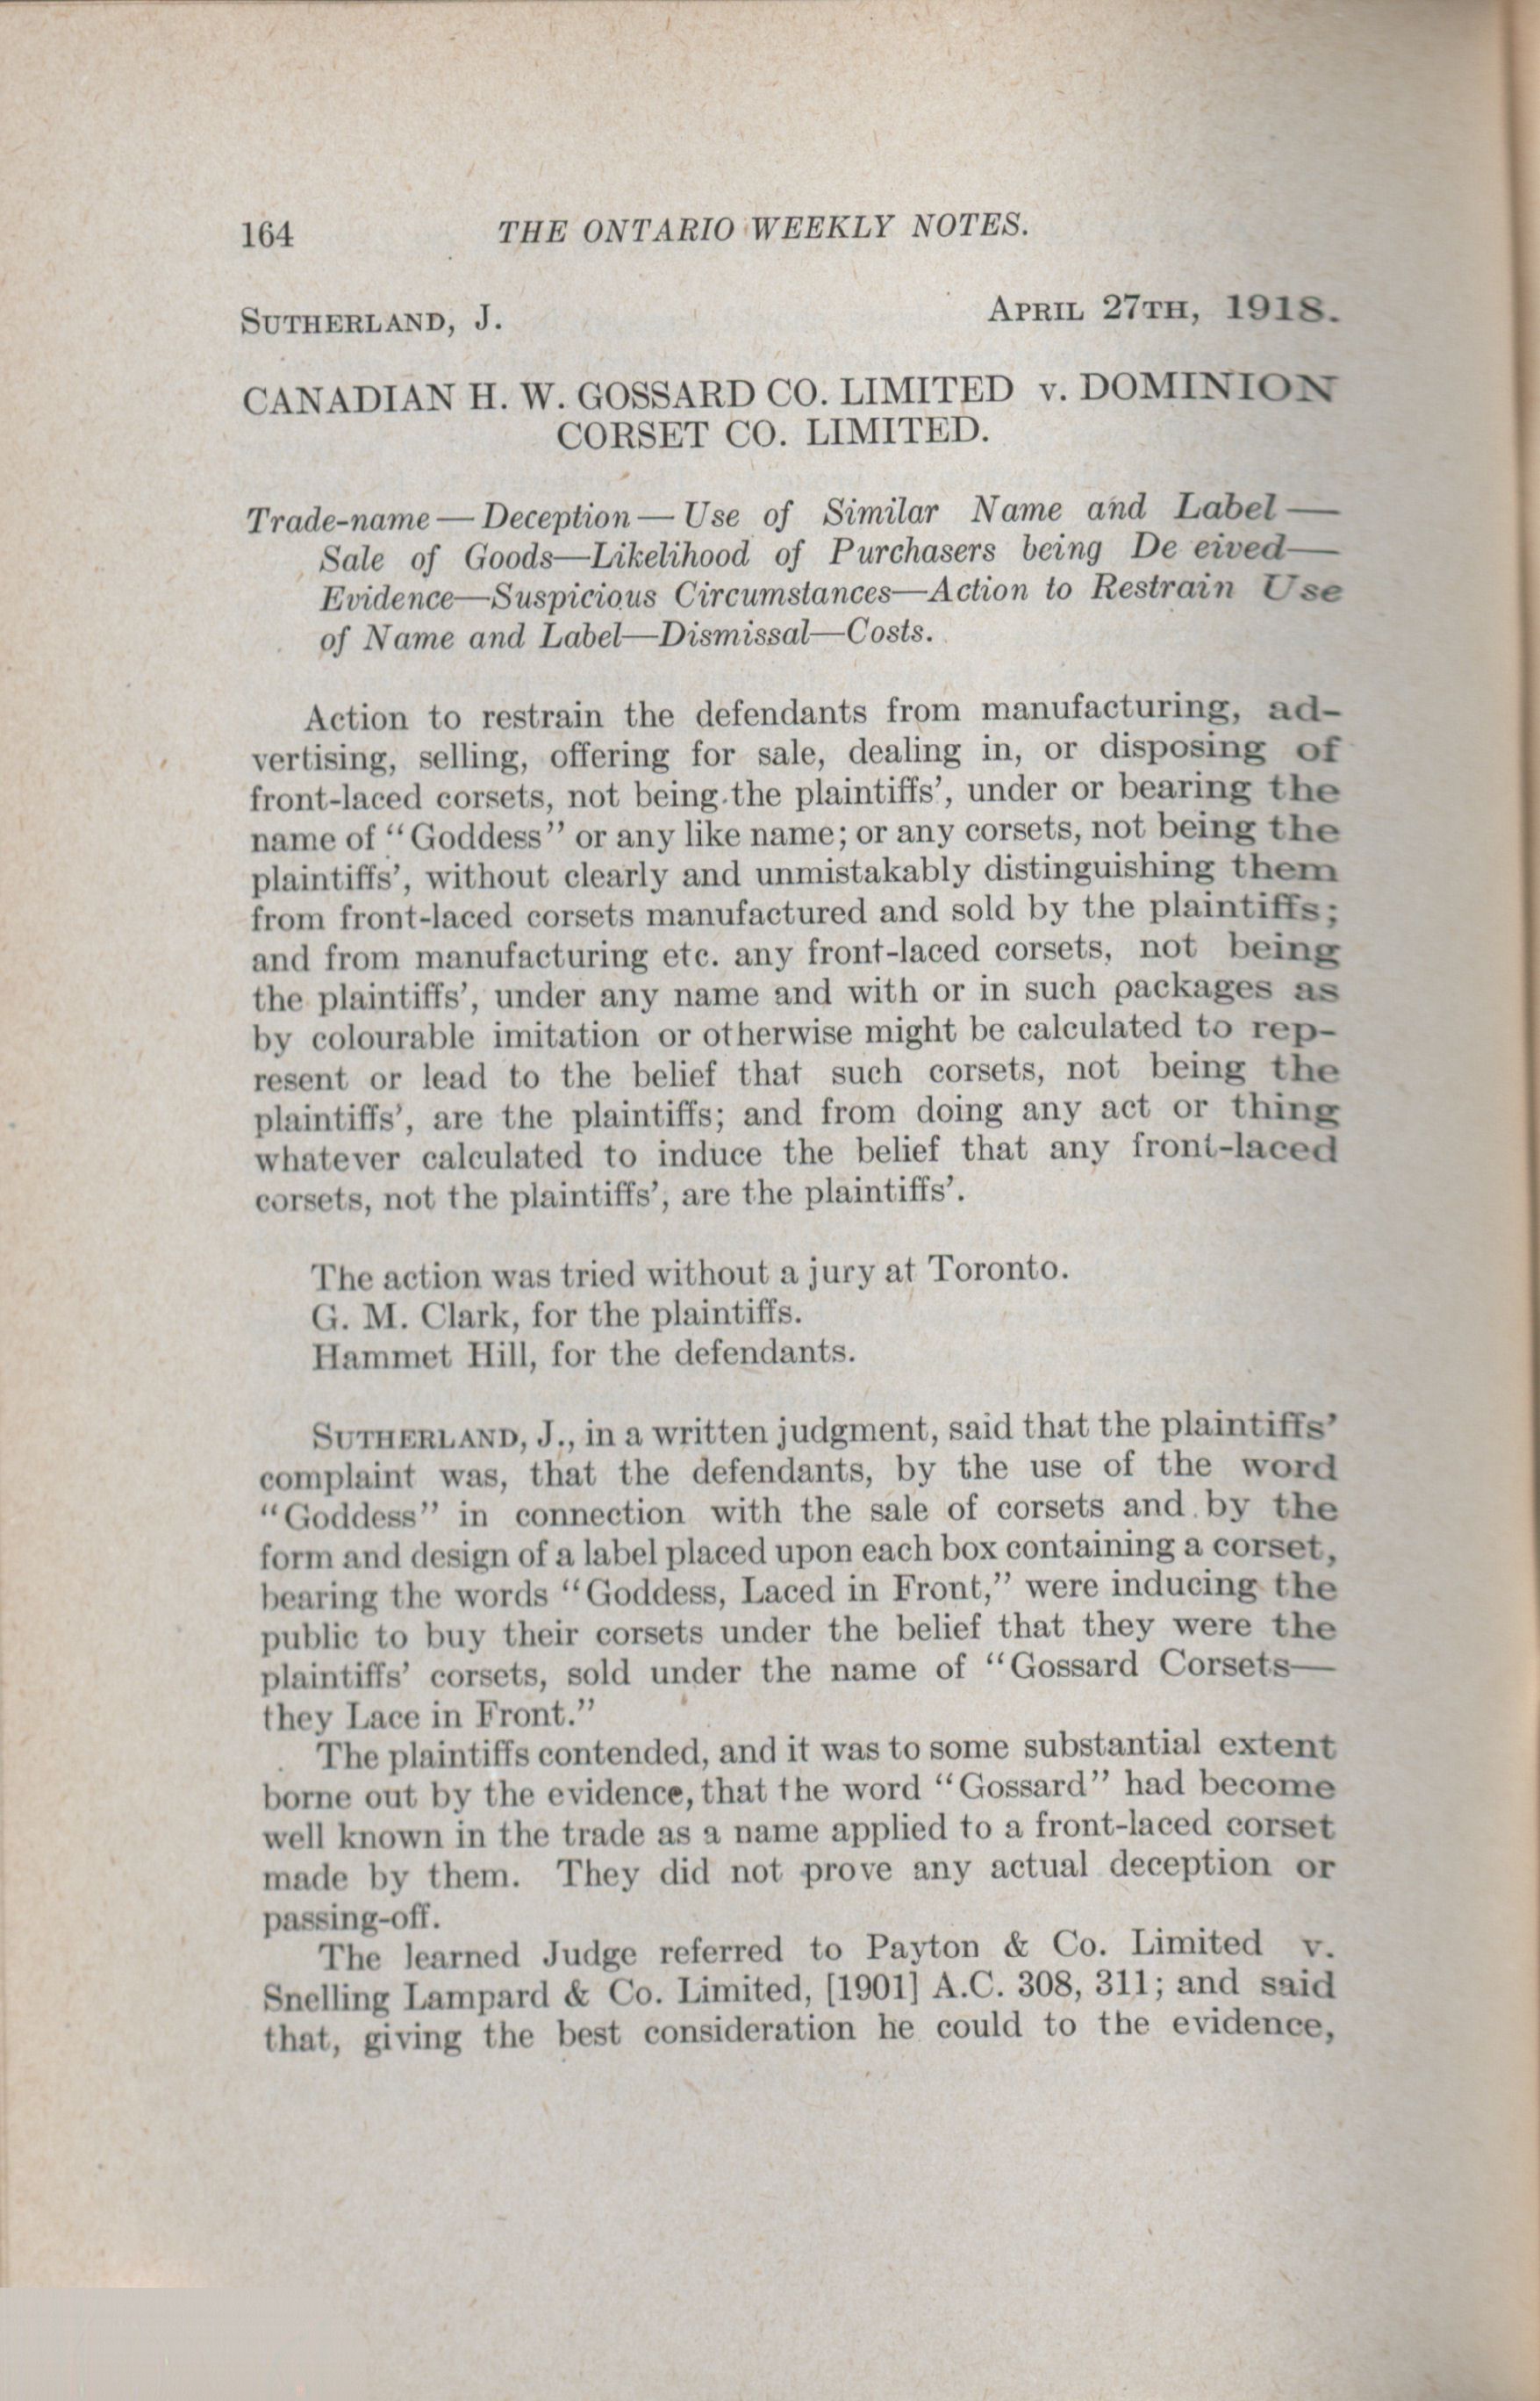 164 THE ONTARIO WEEKLY NOTES.
SUTHERLAND, J. APRIL 27TH, 1918.
CANADIAN H. W. GOSSARD CO. LIMITED v. DOMINION
CORSET CO. LIMITED.
Trade-name—Deception—Use of Similar Name and Label—
Sale of Goods—Likelihood of Purchasers being De eived—
Evidence—Suspicious Circumstances—Action to Restrain Use
of Name and Label—Dismissal—Costs.
Action to restrain the defendants from manufacturing, ad-
vertising, selling, offering for sale, dealing in, or disposing of
front-laced corsets, not being the plaintiffs', under or bearing the
name of "Goddess" or any like name; or any corsets, not being the
plaintiffs', without clearly and unmistakably distinguishing them
from front-laced corsets manufactured and sold by the plaintiffs;
and from manufacturing etc. any front-laced corsets, not being
the plaintiffs', under any name and with or in such packages as
by colourable imitation or otherwise might be calculated to rep-
resent or lead to the belief that such corsets, not being the
plaintiffs', are the plaintiffs; and from doing any act or thing
whatever calculated to induce the belief that any front-laced
corsets, not the plaintiffs', are the plaintiffs'.
The action was tried without a jury at Toronto.
G. M. Clark, for the plaintiffs.
Hammet Hill, for the defendants.
SUTHERLAND, J., in a written judgment, said that the plaintiffs'
complaint was, that the defendants, by the use of the word
"Goddess" in connection with the sale of corsets and by the
form and design of a label placed upon each box containing a corset,
bearing the words "Goddess, Laced in Front," were inducing the
public to buy their corsets under the belief that they were the
plaintiffs' corsets, sold under the name of "Gossard Corsets—
they Lace in Front."
The plaintiffs contended, and it was to some substantial extent
borne out by the evidence, that the word "Gossard" had become
well known in the trade as a name applied to a front-laced corset
made by them. They did not prove any actual deception or
passing-off.
The learned Judge referred to Payton & Co. Limited v.
Snelling Lampard & Co. Limited, [1901] A.C. 308, 311; and said
that, giving the best consideration he could to the evidence,